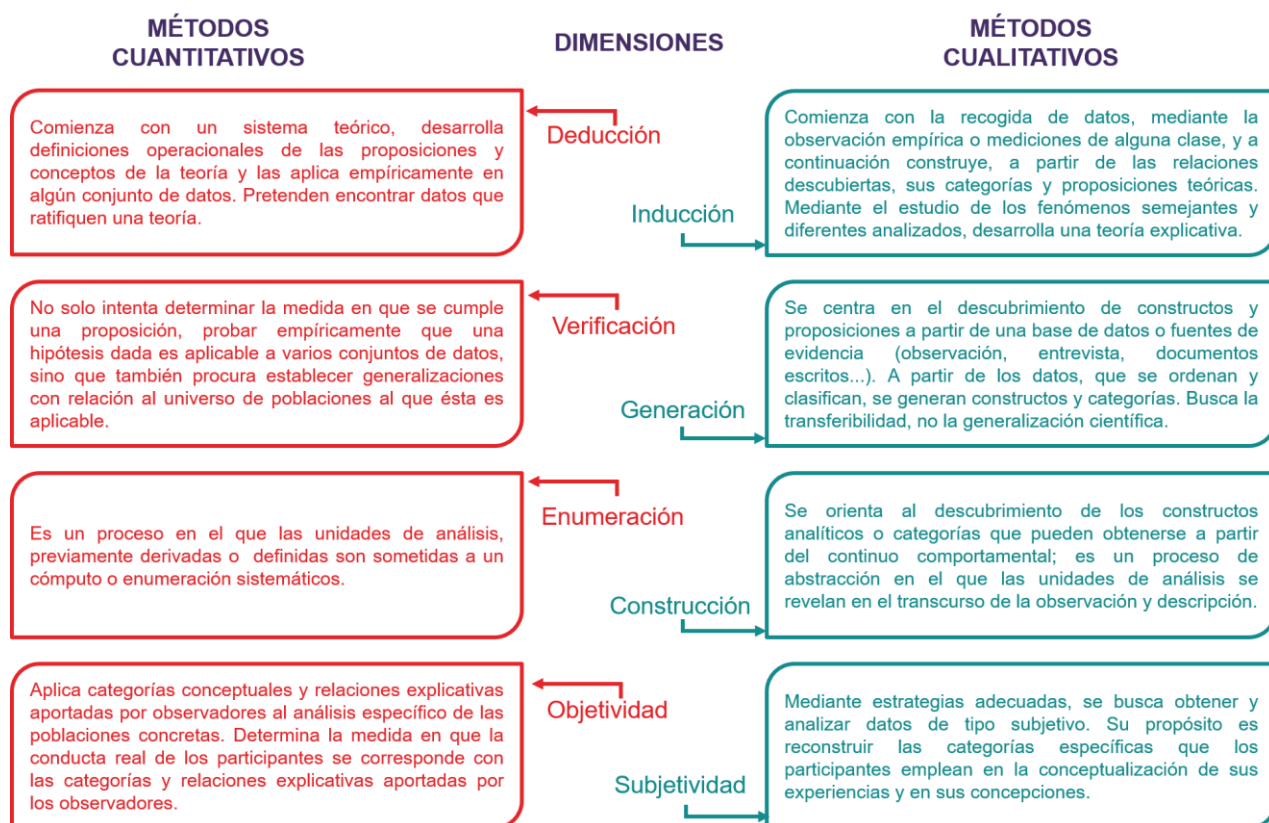 MÉTODOS
CUANTITATIVOS
DIMENSIONES
MÉTODOS
CUALITATIVOS
Comienza con un sistema teórico, desarrolla
definiciones operacionales de las proposiciones y
conceptos de la teoría y las aplica empíricamente en
algún conjunto de datos. Pretenden encontrar datos que
ratifiquen una teoría.
Deducción
Inducción
Comienza con la recogida de datos, mediante la
observación empírica o mediciones de alguna clase, y a
continuación construye, a partir de las relaciones
descubiertas, sus categorías y proposiciones teóricas.
Mediante el estudio de los fenómenos semejantes y
diferentes analizados, desarrolla una teoría explicativa.
No solo intenta determinar la medida en que se cumple
una proposición, probar empíricamente que una
hipótesis dada es aplicable a varios conjuntos de datos,
sino que también procura establecer generalizaciones
con relación al universo de poblaciones al que ésta es
aplicable.
Verificación
Generación
Se centra en el descubrimiento de constructos y
proposiciones a partir de una base de datos o fuentes de
evidencia (observación, entrevista, documentos
escritos...). A partir de los datos, que se ordenan y
clasifican, se generan constructos y categorías. Busca la
transferibilidad, no la generalización científica.
Es un proceso en el que las unidades de análisis,
previamente derivadas o definidas son sometidas a un
cómputo o enumeración sistemáticos.
Enumeración
Construcción
Se orienta al descubrimiento de los constructos
analíticos o categorías que pueden obtenerse a partir
del continuo comportamental; es un proceso de
abstracción en el que las unidades de análisis se
revelan en el transcurso de la observación y descripción.
Aplica categorías conceptuales y relaciones explicativas
aportadas por observadores al análisis específico de las
poblaciones concretas. Determina la medida en que la
conducta real de los participantes se corresponde con
las categorías y relaciones explicativas aportadas por
los observadores.
Objetividad
Subjetividad
Mediante estrategias adecuadas, se busca obtener y
analizar datos de tipo subjetivo. Su propósito es
reconstruir las categorías específicas que los
participantes emplean en la conceptualización de sus
experiencias y en sus concepciones.